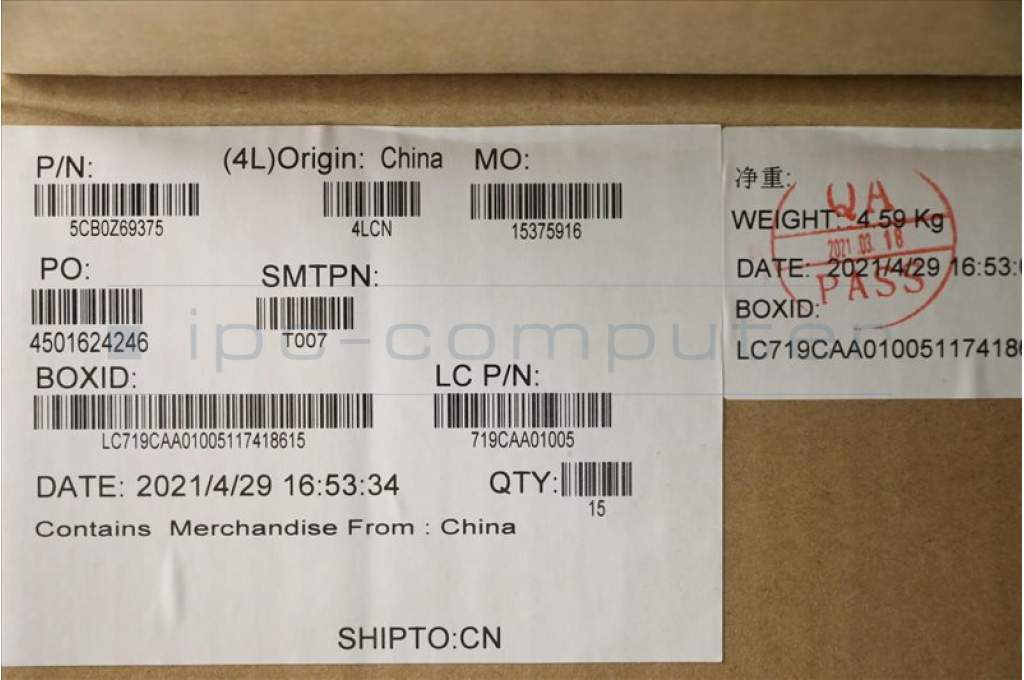 P/N: (4L)Origin: China MO:
5CB0Z69375 4LCN 15375916
PO: SMTPN:
4501624246 T007
BOXID: LC P/N:
LC719CAA01005117418615 719CAA01005
DATE: 2021/4/29 16:53:34 QTY:
15
Contains Merchandise From : China
SHIPTO:CN
净重:
WEIGHT: 4.59 Kg
DATE: 2021/4/29 16:53:
BOXID:
LC719CAA010051174186
QA
2021.03.18
PASS
ipc-computer